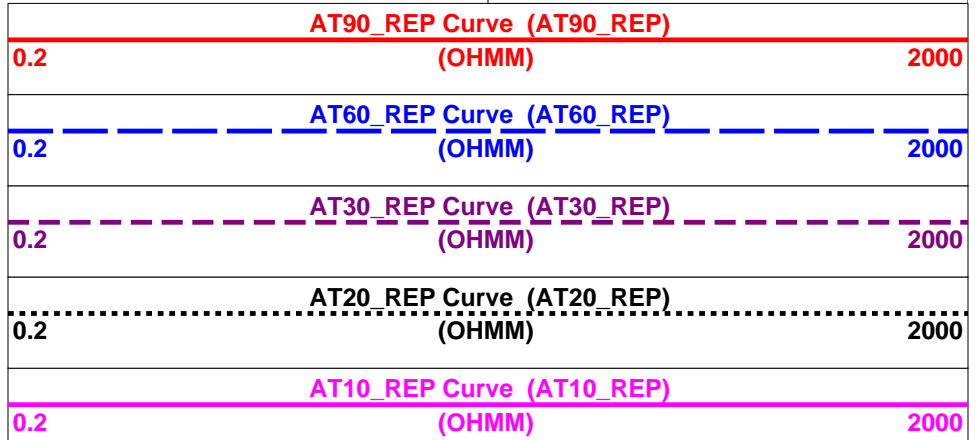 AT90_REP Curve (AT90_REP)
0.2 (OHMM) 2000
AT60_REP Curve (AT60_REP)
0.2 (OHMM) 2000
AT30_REP Curve (AT30_REP)
0.2 (OHMM) 2000
AT20_REP Curve (AT20_REP)
0.2 (OHMM) 2000
AT10_REP Curve (AT10_REP)
0.2 (OHMM) 2000